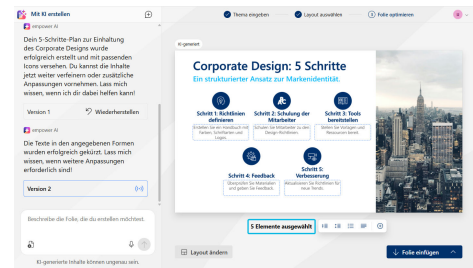 Mit KI erstellen
Thema eingeben
Layout auswählen
3 Folie optimieren
empower AI
Dein 5-Schritte-Plan zur Einhaltung
des Corporate Designs wurde
erfolgreich erstellt und mit passenden
Icons versehen. Du kannst die Inhalte
jetzt weiter verfeinern oder zusätzliche
Anpassungen vornehmen. Lass mich
wissen, wenn ich dir dabei helfen kann!
Version 1
Wiederherstellen
empower AI
Die Texte in den angegebenen Formen
wurden erfolgreich gekürzt. Lass mich
wissen, wenn weitere Anpassungen
erforderlich sind!
Version 2
Beschreibe die Folie, die du erstellen möchtest.
KI-generierte Inhalte können ungenau sein.
KI-generiert
Corporate Design: 5 Schritte
Ein strukturierter Ansatz zur Markenidentität.
Schritt 1: Richtlinien
definieren
Erstellen Sie ein Handbuch mit
Farben, Schriftarten und
Logos.
Schritt 2: Schulung der
Mitarbeiter
Schulen Sie Mitarbeiter zu den
Design-Richtlinien.
Schritt 3: Tools
bereitstellen
Stellen Sie Vorlagen und
Ressourcen bereit.
Schritt 4: Feedback
Überprüfen Sie Materialien
und geben Sie Feedback.
Schritt 5:
Verbesserung
Aktualisieren Sie Richtlinien für
neue Trends.
5 Elemente ausgewählt
Layout ändern
Folie einfügen